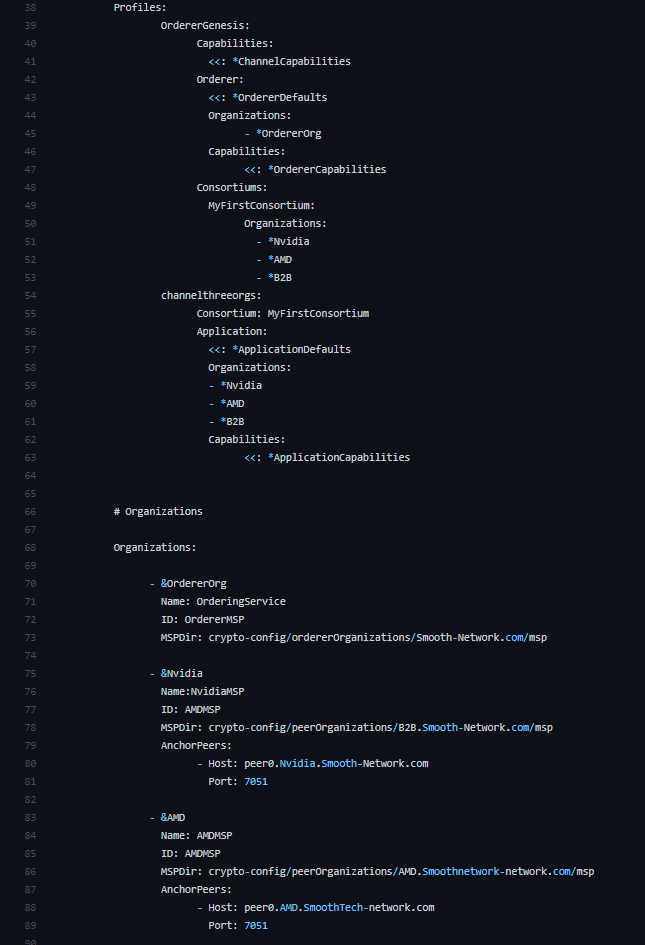 38 Profiles:
39 OrdererGenesis:
40 Capabilities:
41 <<: *ChannelCapabilities
42 Orderer:
43 <<: *OrdererDefaults
44 Organizations:
45 - *OrdererOrg
46 Capabilities:
47 <<: *OrdererCapabilities
48 Consortiums:
49 MyFirstConsortium:
50 Organizations:
51 - *Nvidia
52 - *AMD
53 - *B2B
54 channelthreeorgs:
55 Consortium: MyFirstConsortium
56 Application:
57 <<: *ApplicationDefaults
58 Organizations:
59 - *Nvidia
60 - *AMD
61 - *B2B
62 Capabilities:
63 <<: *ApplicationCapabilities
64
65
66 # Organizations
67
68 Organizations:
69
70 - &OrdererOrg
71 Name: OrderingService
72 ID: OrdererMSP
73 MSPDir: crypto-config/ordererOrganizations/Smooth-Network.com/msp
74
75 - &Nvidia
76 Name:NvidiaMSP
77 ID: AMDMSP
78 MSPDir: crypto-config/peerOrganizations/B2B.Smooth-Network.com/msp
79 AnchorPeers:
80 - Host: peer0.Nvidia.Smooth-Network.com
81 Port: 7051
82
83 - &AMD
84 Name: AMDMSP
85 ID: AMDMSP
86 MSPDir: crypto-config/peerOrganizations/AMD.Smoothnetwork-network.com/msp
87 AnchorPeers:
88 - Host: peer0.AMD.SmoothTech-network.com
89 Port: 7051
90